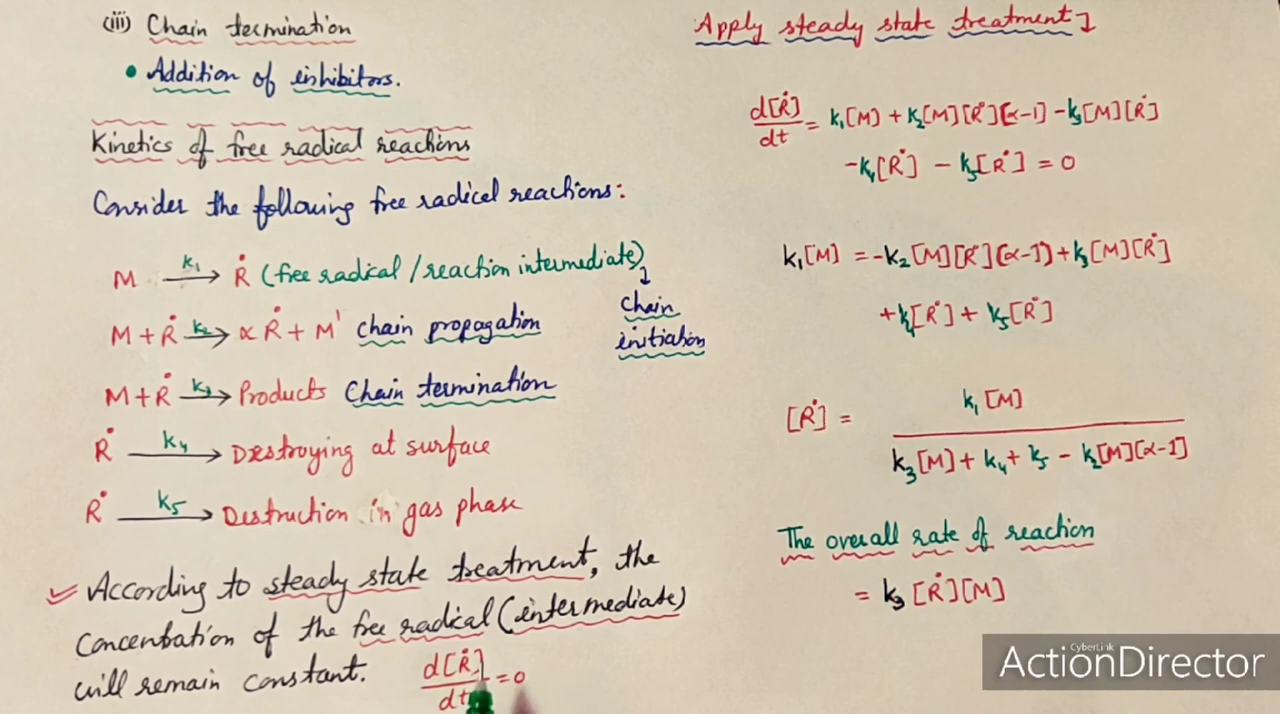 (iii) Chain termination
• Addition of inhibitors.
Kinetics of free radical reactions
Consider the following free radical reactions:
M —k₁→ Ṙ (free radical/reaction intermediate)
↓
Chain
initiation
M + Ṙ —k₂→ ∝ Ṙ + M' Chain propagation
M + Ṙ —k₃→ Products Chain termination
Ṙ —k₄→ Destroying at surface
Ṙ —k₅→ Destruction in gas phase
According to steady state treatment, the
concentration of the free radical (intermediate)
will remain constant. d[Ṙ]/dt = 0
Apply steady state treatment
d[Ṙ]/dt = k₁[M] + k₂[M][Ṙ][∝-1) - k₃[M][Ṙ]
-k₄[Ṙ] - k₅[Ṙ] = 0
k₁[M] = -k₂[M][Ṙ](∝-1) + k₃[M][Ṙ]
+ k₄[Ṙ] + k₅[Ṙ]
[Ṙ] = k₁[M] / k₃[M] + k₄ + k₅ - k₂[M][∝-1]
The overall rate of reaction
= k₃ [Ṙ][M]
CyberLink
ActionDirector